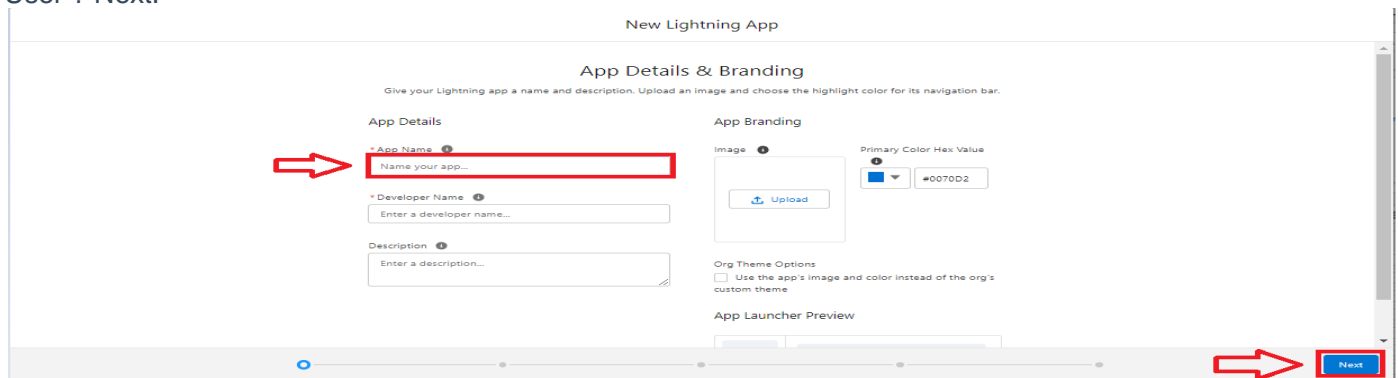 New Lightning App
App Details & Branding
Give your Lightning app a name and description. Upload an image and choose the highlight color for its navigation bar.
App Details
* App Name
Name your app...
* Developer Name
Enter a developer name...
Description
Enter a description...
App Branding
Image
Upload
Primary Color Hex Value
#0070D2
Org Theme Options
Use the app's image and color instead of the org's
custom theme
App Launcher Preview
Next